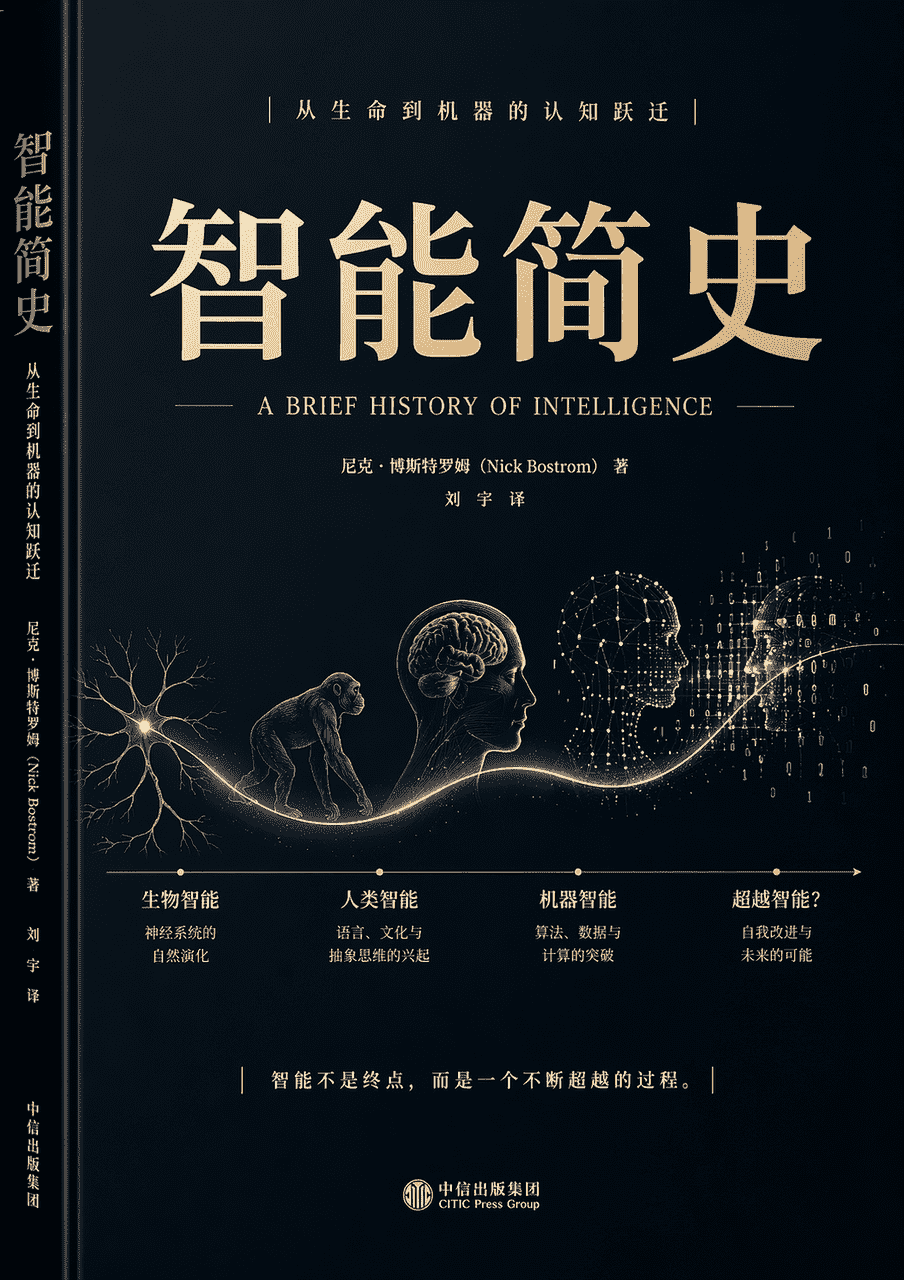 智能简史
从生命到机器的认知跃迁
尼克·博斯特罗姆（Nick Bostrom）著
刘宇 译
中信出版集团
从生命到机器的认知跃迁
智能简史
A BRIEF HISTORY OF INTELLIGENCE
尼克·博斯特罗姆（Nick Bostrom） 著
刘 宇 译
生物智能
神经系统的
自然演化
人类智能
语言、文化与
抽象思维的兴起
机器智能
算法、数据与
计算的突破
超越智能？
自我改进与
未来的可能
智能不是终点，而是一个不断超越的过程。
中信出版集团
CITIC Press Group